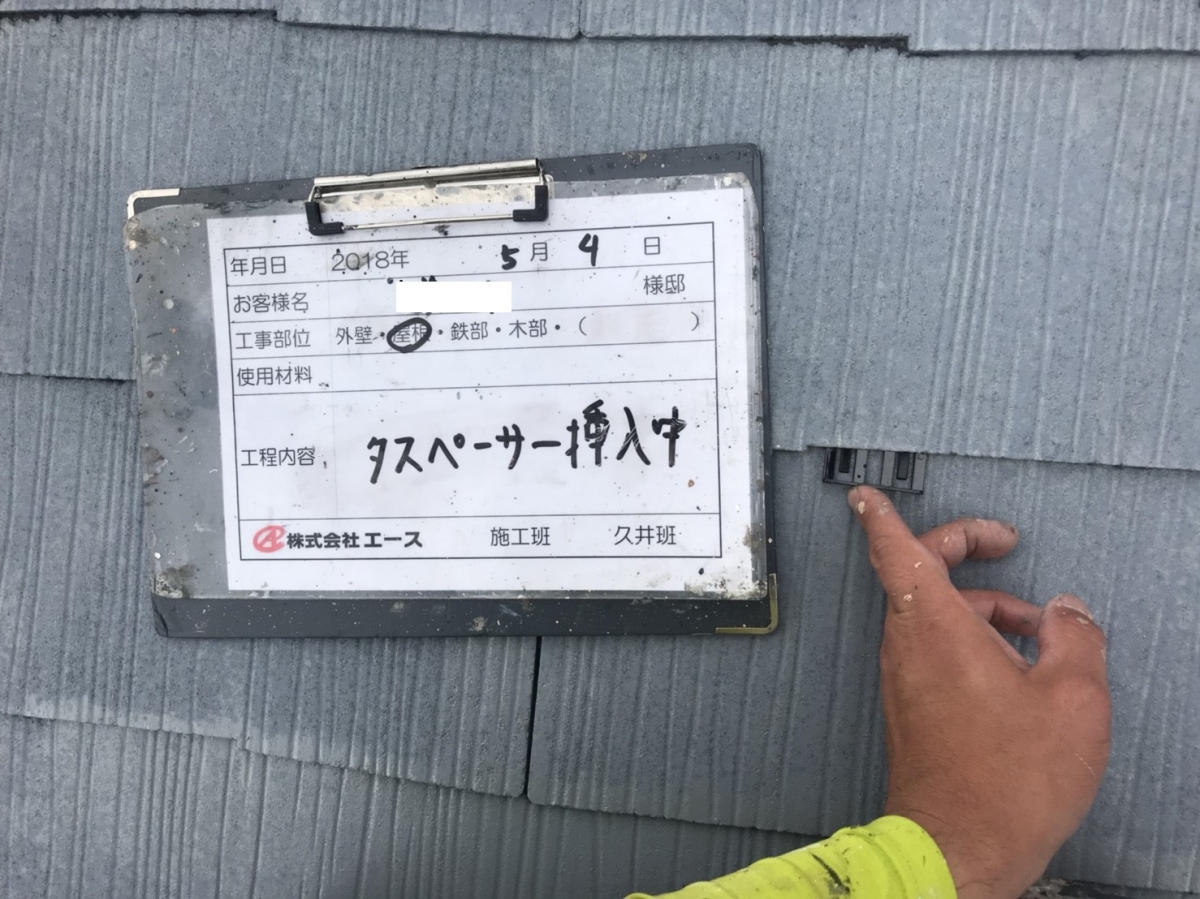 年月日 2018年 5月 4日
お客様名 様邸
工事部位 外壁・屋根・鉄部・木部・（ ）
使用材料
工程内容 タスペーサー挿入中
株式会社エース 施工班 久井班